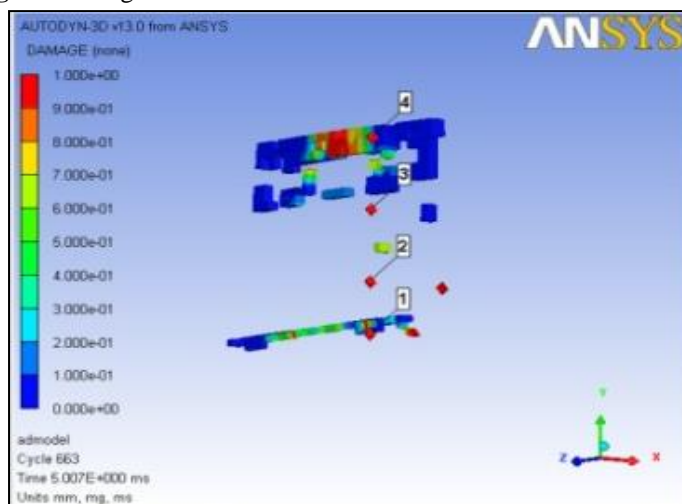 AUTODYN-3D v13.0 from ANSYS
ANSYS
DAMAGE (none)
1.000e+00
9.000e-01
8.000e-01
7.000e-01
6.000e-01
5.000e-01
4.000e-01
3.000e-01
2.000e-01
1.000e-01
0.000e+00
4
3
2
1
Y
Z
X
admodel
Cycle 663
Time 5.007E+000 ms
Units mm, mg, ms